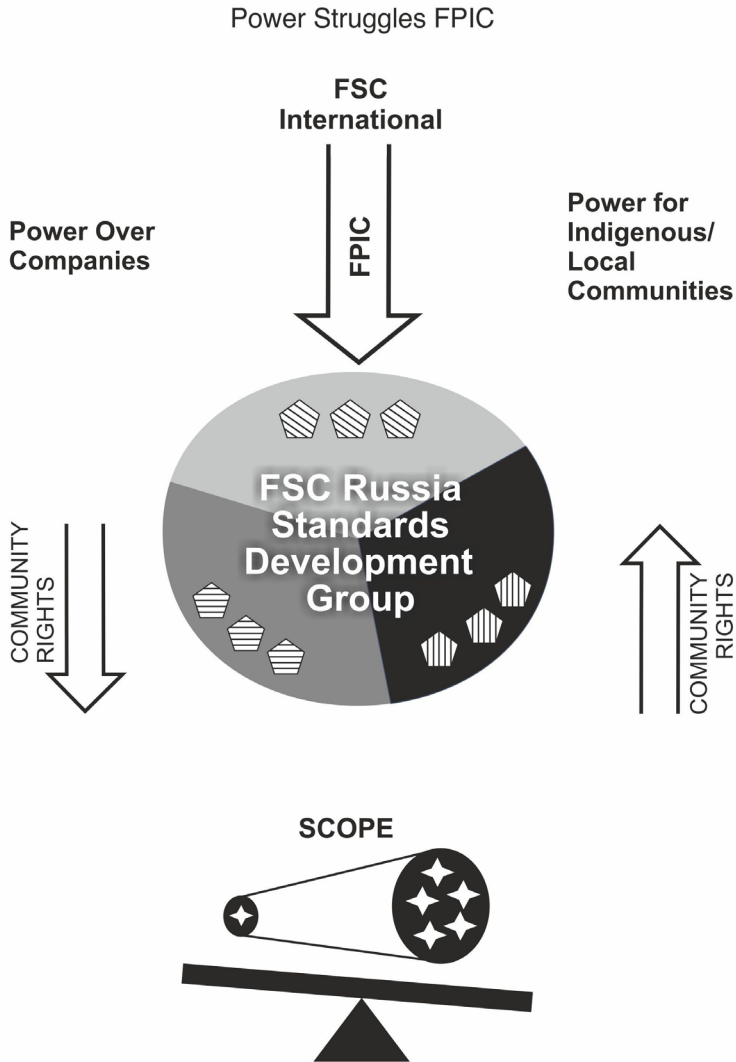 Power Struggles FPIC
FSC
International
FPIC
Power Over
Companies
Power for
Indigenous/
Local
Communities
FSC Russia
Standards
Development
Group
COMMUNITY
RIGHTS
COMMUNITY
RIGHTS
SCOPE